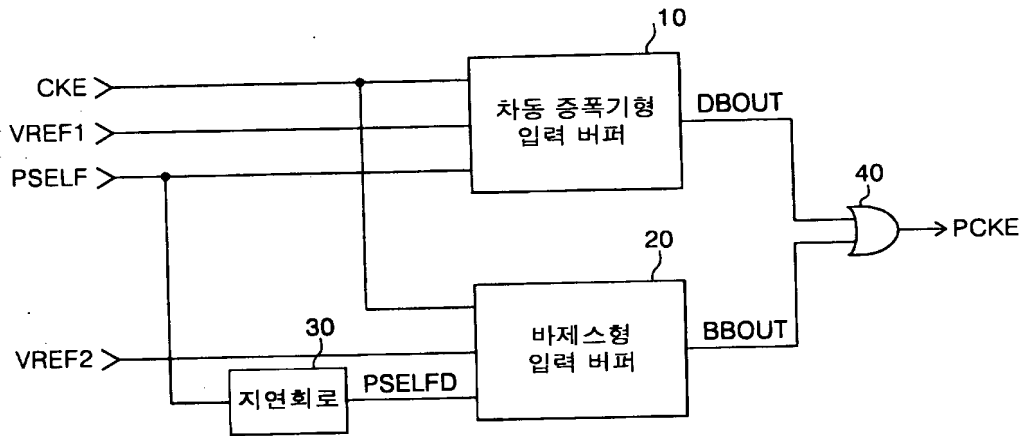 10
CKE
VREF1
PSELF
차동 증폭기형
입력 버퍼
DBOUT
40
PCKE
20
바제스형
입력 버퍼
BBOUT
VREF2
30
지연회로
PSELFD